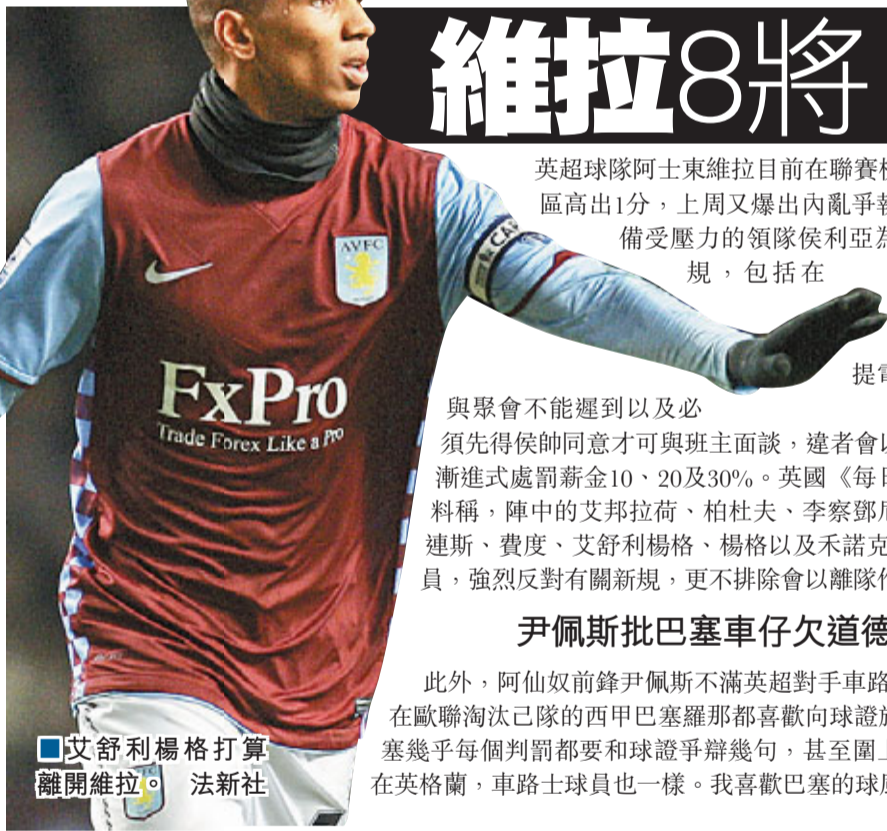 維拉8將
英超球隊阿士東維拉目前在聯賽
區高出1分，上周又爆出內亂爭
備受壓力的領隊侯利亞
規，包括在
提
與聚會不能遲到以及必
須先得侯帥同意才可與班主面談，違者會以
漸進式處罰薪金10、20及30%。英國《每
料稱，陣中的艾邦拉荷、柏杜夫、李察鄧
連斯、費度、艾舒利楊格、楊格以及禾諾克
員，強烈反對有關新規，更不排除會以離隊
尹佩斯批巴塞車仔欠道德
此外，阿仙奴前鋒尹佩斯不滿英超對手車路
在歐聯淘汰己隊的西甲巴塞羅那都喜歡向球證
塞幾乎每個判罰都要和球證爭辯幾句，甚至圍
在英格蘭，車路士球員也一樣。我喜歡巴塞的球
AVFC
FxPro
Trade Forex Like a Pro
■艾舒利楊格打算
離開維拉。 法新社